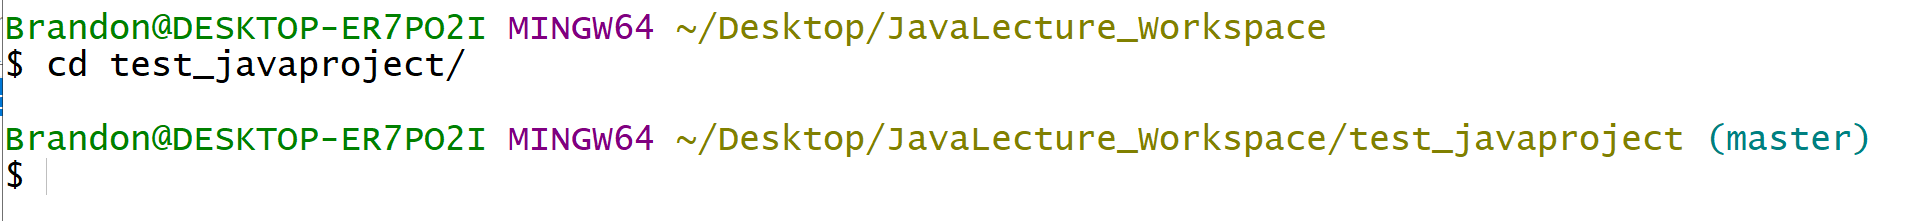 Brandon@DESKTOP-ER7PO2I MINGW64 ~/Desktop/JavaLecture_Workspace
$ cd test_javaproject/
Brandon@DESKTOP-ER7PO2I MINGW64 ~/Desktop/JavaLecture_Workspace/test_javaproject (master)
$